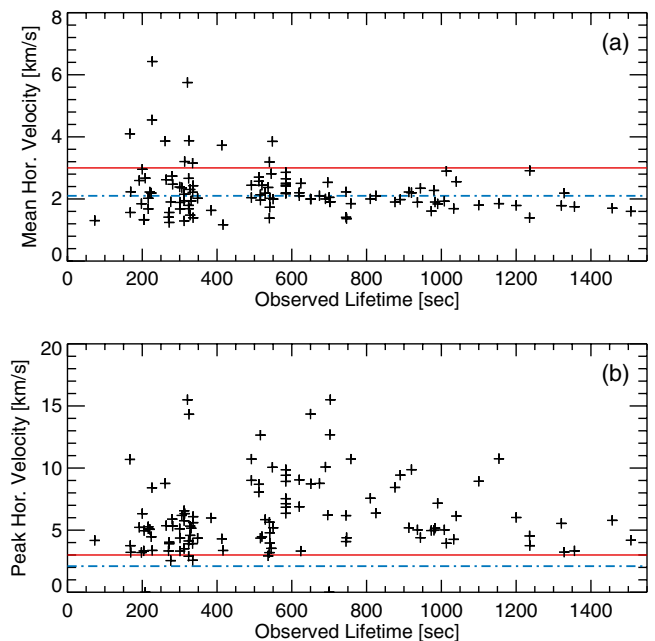 (a)
8
6
4
2
0
Mean Hor. Velocity [km/s]
0 200 400 600 800 1000 1200 1400
Observed Lifetime [sec]
(b)
20
15
10
5
0
Peak Hor. Velocity [km/s]
0 200 400 600 800 1000 1200 1400
Observed Lifetime [sec]